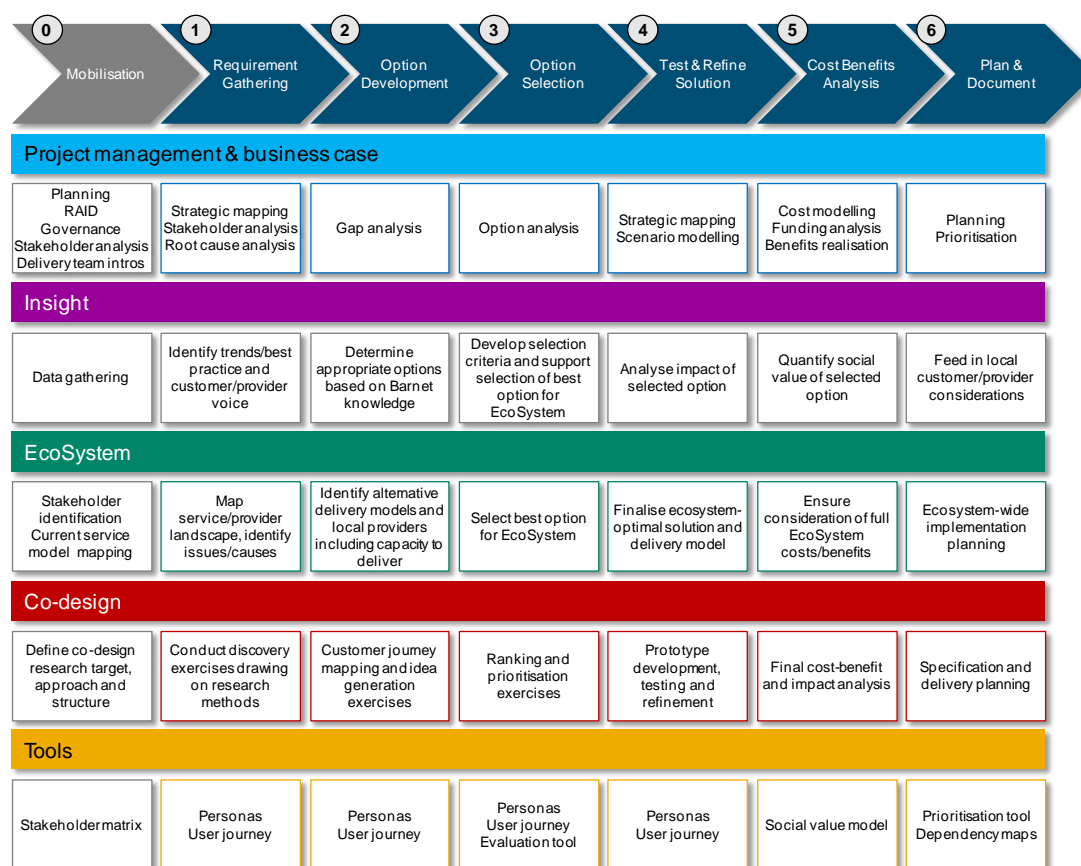 0
1
2
3
4
5
6
Mobilisation
Requirement
Gathering
Option
Development
Option
Selection
Test & Refine
Solution
Cost Benefits
Analysis
Plan &
Document
Project management & business case
Planning
RAID
Governance
Stakeholder analysis
Delivery team intros
Strategic mapping
Stakeholder analysis
Root cause analysis
Gap analysis
Option analysis
Strategic mapping
Scenario modelling
Cost modelling
Funding analysis
Benefits realisation
Planning
Prioritisation
Insight
Data gathering
Identify trends/best
practice and
customer/provider
voice
Determine
appropriate options
based on Barnet
knowledge
Develop selection
criteria and support
selection of best
option for
EcoSystem
Analyse impact of
selected option
Quantify social
value of selected
option
Feed in local
customer/provider
considerations
EcoSystem
Stakeholder
identification
Current service
model mapping
Map
service/provider
landscape, identify
issues/causes
Identify alternative
delivery models and
local providers
including capacity to
deliver
Select best option
for EcoSystem
Finalise ecosystem-
optimal solution and
delivery model
Ensure
consideration of full
EcoSystem
costs/benefits
Ecosystem-wide
implementation
planning
Co-design
Define co-design
research target,
approach and
structure
Conduct discovery
exercises drawing
on research
methods
Customer journey
mapping and idea
generation
exercises
Ranking and
prioritisation
exercises
Prototype
development,
testing and
refinement
Final cost-benefit
and impact analysis
Specification and
delivery planning
Tools
Stakeholder matrix
Personas
User journey
Personas
User journey
Personas
User journey
Evaluation tool
Personas
User journey
Social value model
Prioritisation tool
Dependency maps